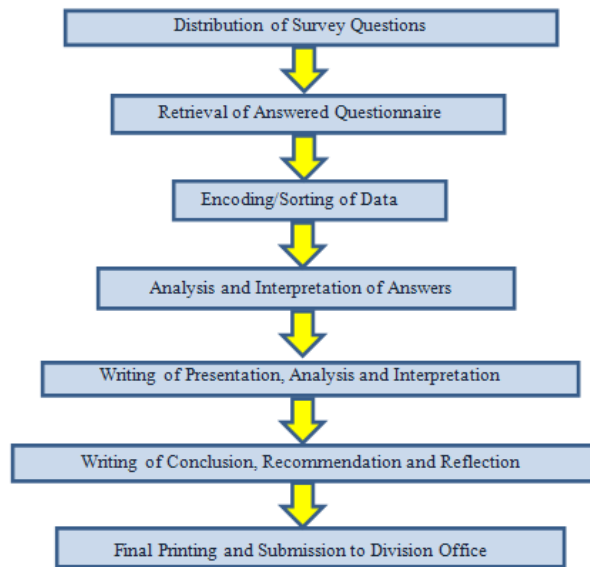 Distribution of Survey Questions
Retrieval of Answered Questionnaire
Encoding/Sorting of Data
Analysis and Interpretation of Answers
Writing of Presentation, Analysis and Interpretation
Writing of Conclusion, Recommendation and Reflection
Final Printing and Submission to Division Office